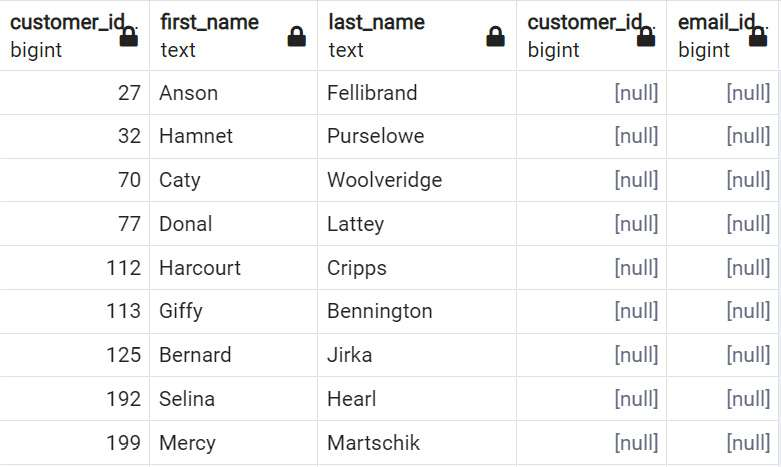 customer_id.. first_name last_name customer_id.. email_id..
bigint text text bigint bigint
27 Anson Fellibrand [null] [null]
32 Hamnet Purselowe [null] [null]
70 Caty Woolveridge [null] [null]
77 Donal Lattey [null] [null]
112 Harcourt Cripps [null] [null]
113 Giffy Bennington [null] [null]
125 Bernard Jirka [null] [null]
192 Selina Hearl [null] [null]
199 Mercy Martschik [null] [null]